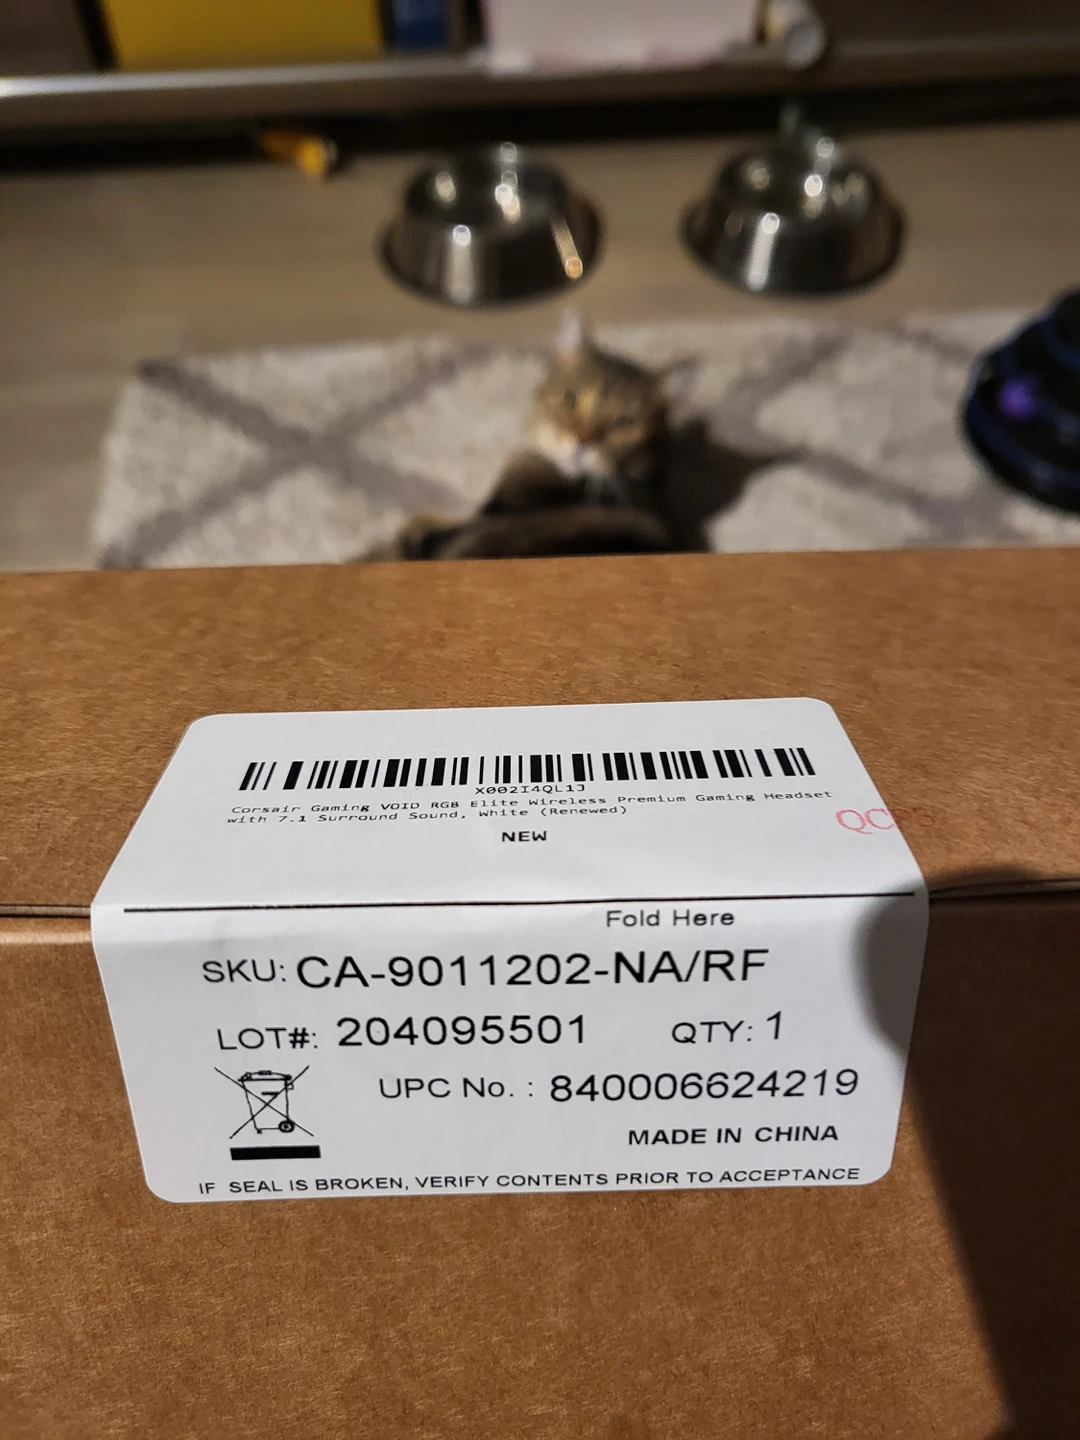 X002I4QL1J
Corsair Gaming VOID RGB Elite Wireless Premium Gaming Headset
with 7.1 Surround Sound, White (Renewed)
NEW
Fold Here
SKU: CA-9011202-NA/RF
LOT#: 204095501 QTY: 1
UPC No. : 840006624219
MADE IN CHINA
IF SEAL IS BROKEN, VERIFY CONTENTS PRIOR TO ACCEPTANCE